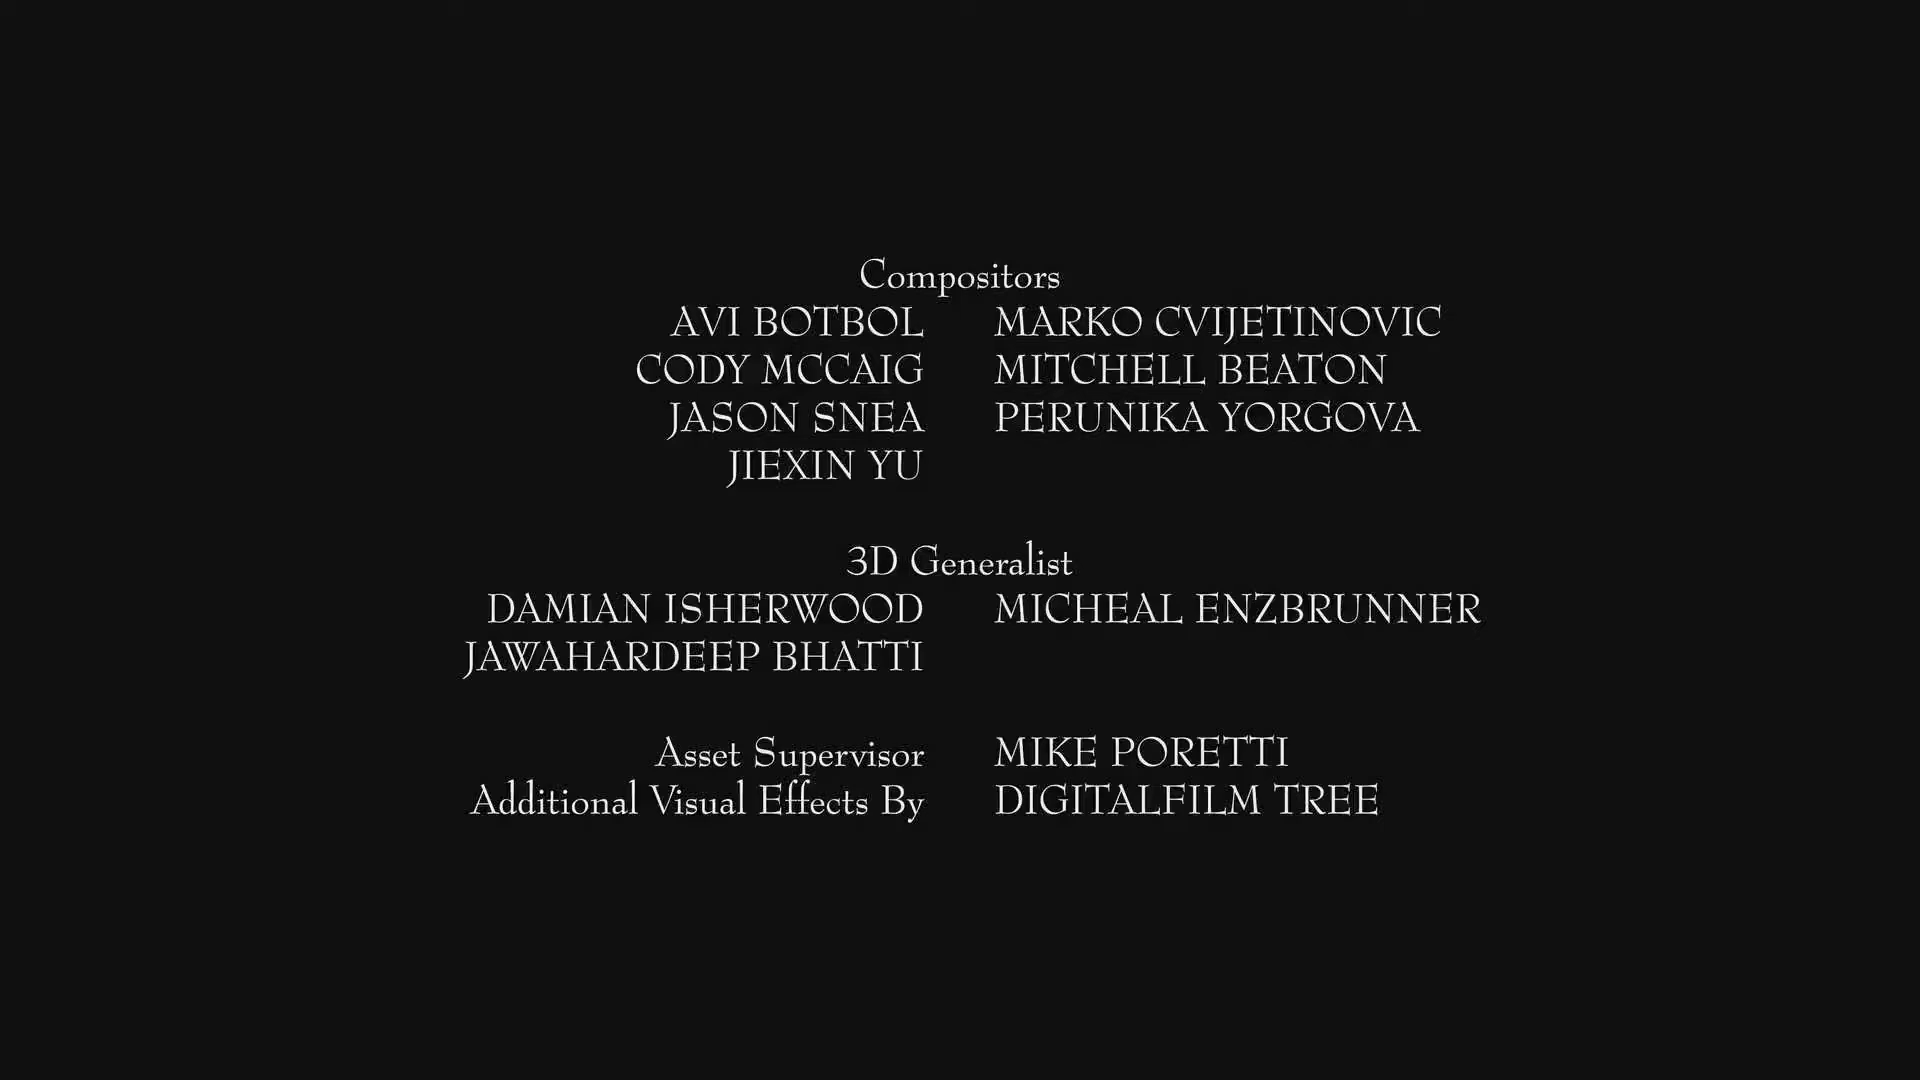 Compositors
AVI BOTBOL MARKO CVIJETINOVIC
CODY MCCAIG MITCHELL BEATON
JASON SNEA PERUNIKA YORGOVA
JIEXIN YU
3D Generalist
DAMIAN ISHERWOOD MICHEAL ENZBRUNNER
JAWAHARDEEP BHATTI
Asset Supervisor MIKE PORETTI
Additional Visual Effects By DIGITALFILM TREE